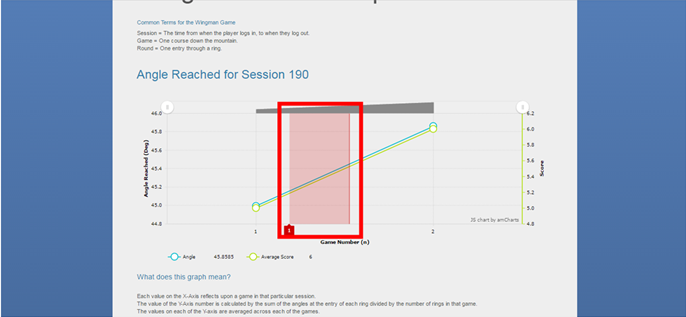 Common Terms for the Wingman Game
Session = The time from when the player logs in, to when they log out.
Game = One course down the mountain.
Round = One entry through a ring.
Angle Reached for Session 190
46.0
45.8
45.6
45.4
45.2
45.0
44.8
Angle Reached (Deg)
6.2
6.0
5.8
5.6
5.4
5.2
5.0
4.8
Score
JS chart by amCharts
1
1
2
Game Number (n)
Angle 45.8585 Average Score 6
What does this graph mean?
Each value on the X-Axis reflects upon a game in that particular session.
The value of the Y-Axis number is calculated by the sum of the angles at the entry of each ring divided by the number of rings in that game.
The values on each of the Y-axis are averaged across each of the games.